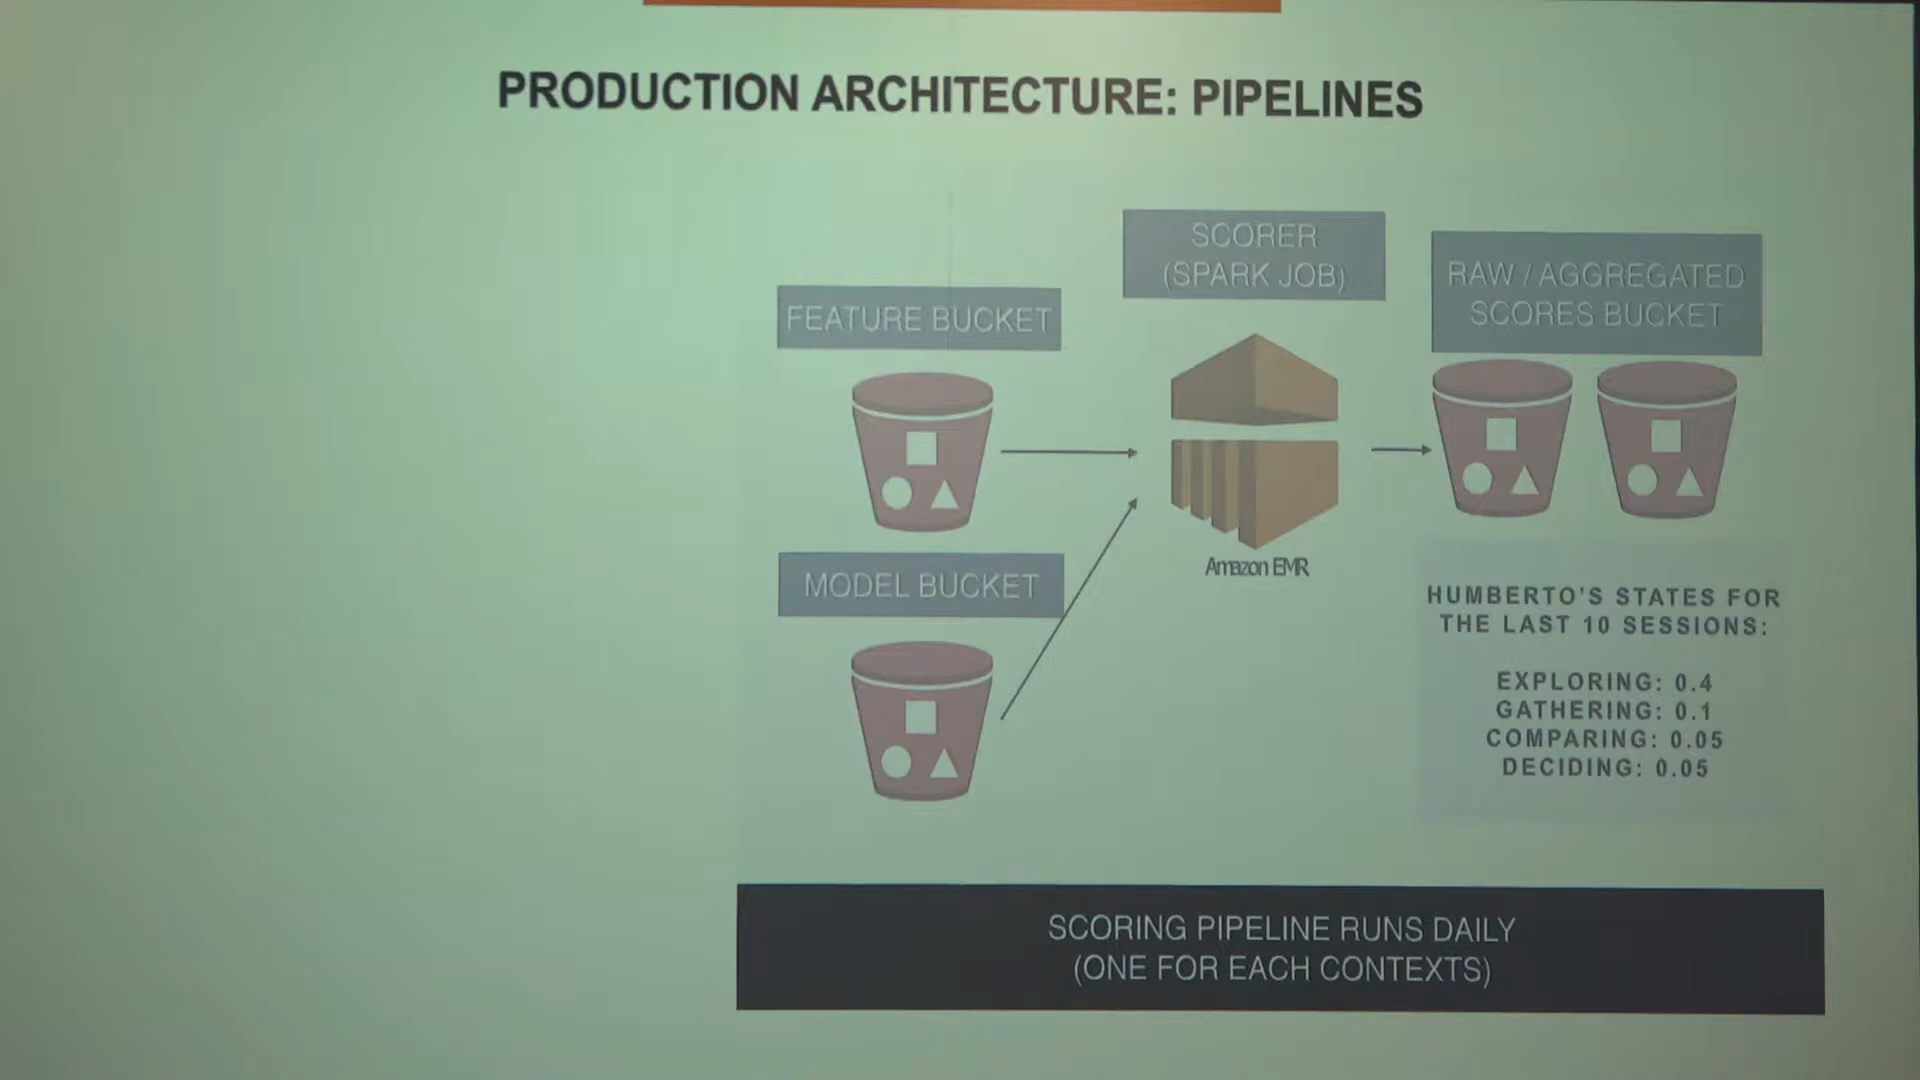 PRODUCTION ARCHITECTURE: PIPELINES
FEATURE BUCKET
MODEL BUCKET
SCORER
(SPARK JOB)
Amazon EMR
RAW / AGGREGATED
SCORES BUCKET
HUMBERTO'S STATES FOR
THE LAST 10 SESSIONS:
EXPLORING: 0.4
GATHERING: 0.1
COMPARING: 0.05
DECIDING: 0.05
SCORING PIPELINE RUNS DAILY
(ONE FOR EACH CONTEXTS)